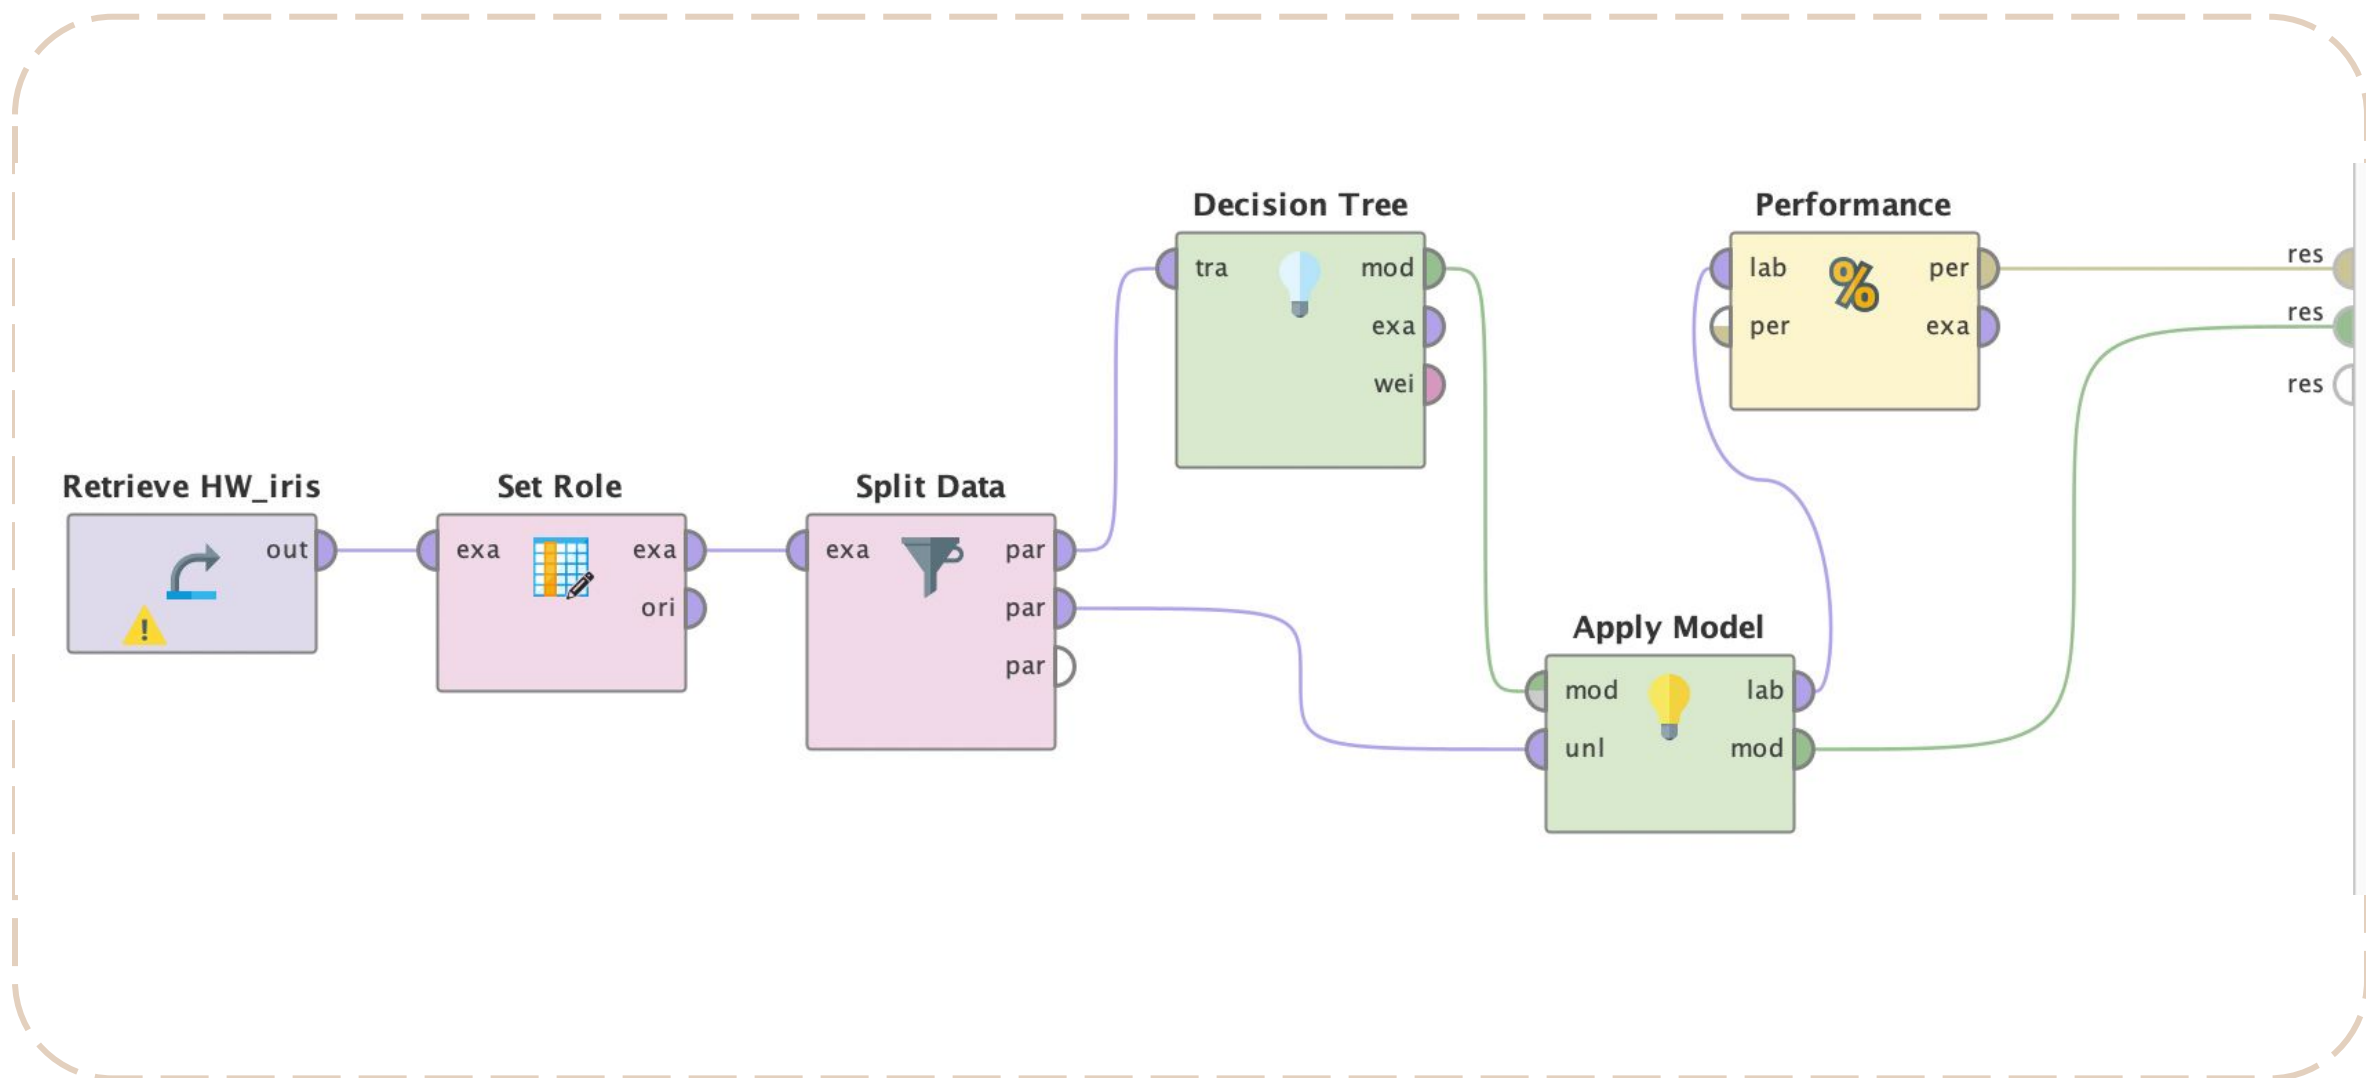 Retrieve HW_iris
out
Set Role
exa
exa
ori
Split Data
exa
par
par
par
Decision Tree
tra
mod
exa
wei
Apply Model
mod
unl
lab
mod
Performance
%
lab
per
per
exa
res
res
res